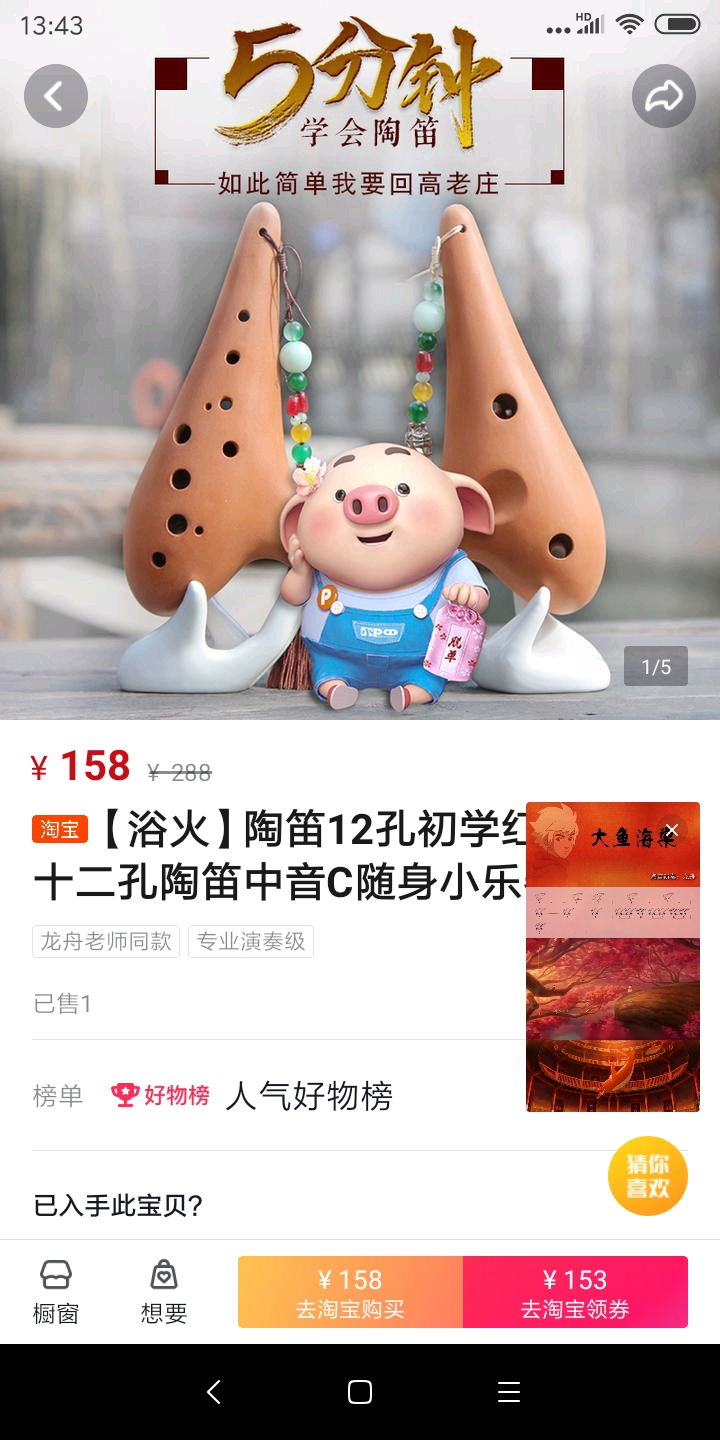 13:43
HD
5分钟
学会陶笛
如此简单我要回高老庄
P
脱单
1/5
¥ 158 ¥ 288
淘宝【浴火】陶笛12孔初学红
十二孔陶笛中音C随身小乐
大鱼海棠
龙舟老师同款 专业演奏级
已售1
榜单 好物榜 人气好物榜
猜你
喜欢
已入手此宝贝?
橱窗
想要
¥ 158
去淘宝购买
¥ 153
去淘宝领券